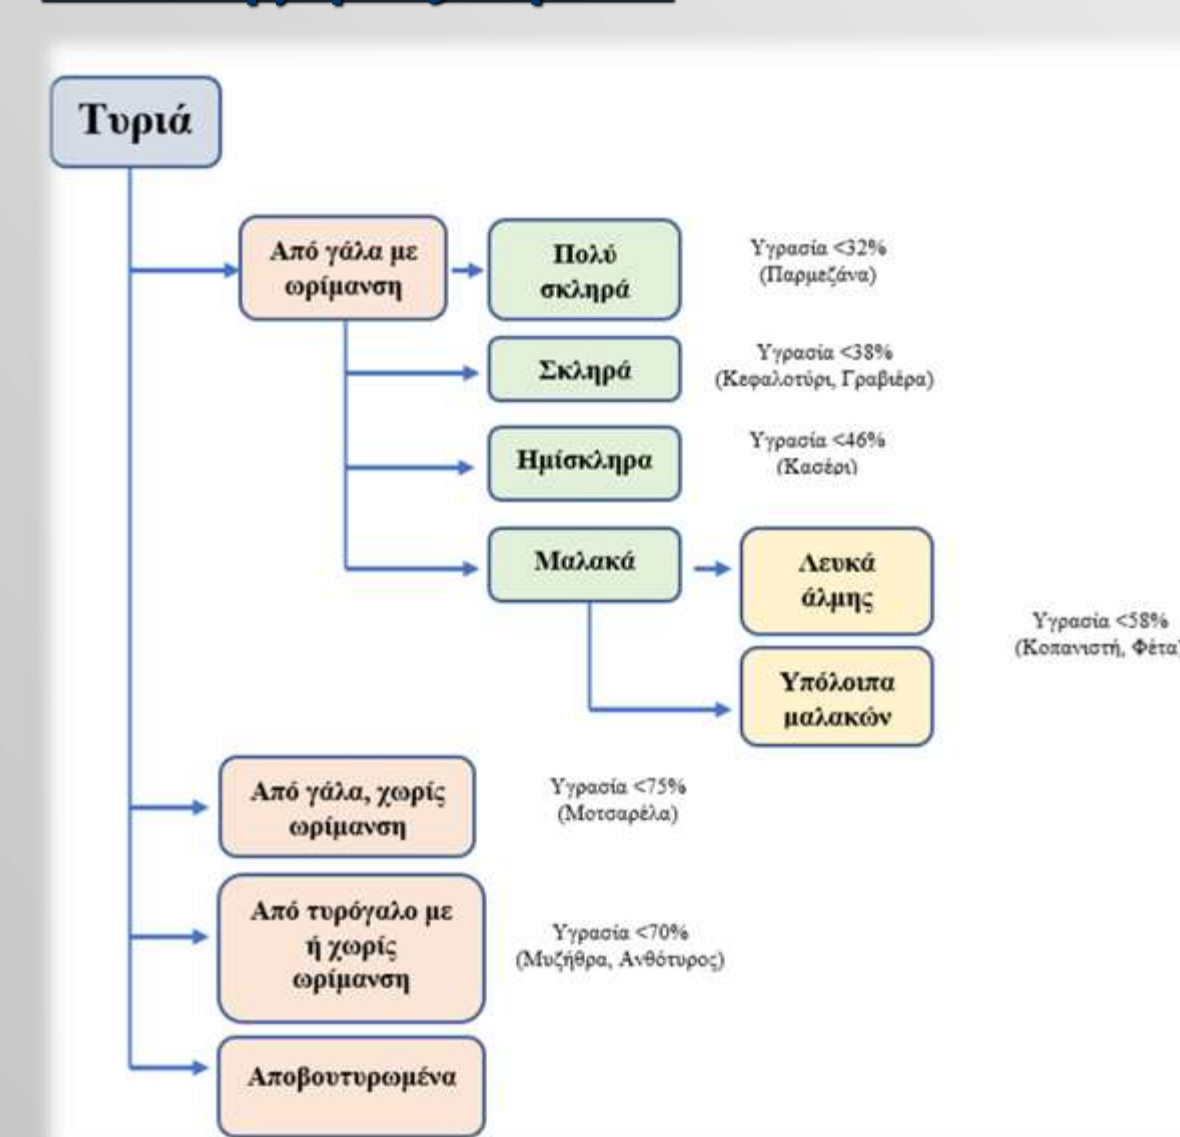 Τυριά
Από γάλα με
ωρίμανση
Πολύ
σκληρά
Υγρασία <32%
(Παρμεζάνα)
Σκληρά
Υγρασία <38%
(Κεφαλοτύρι, Γραβιέρα)
Ημίσκληρα
Υγρασία <46%
(Κασέρι)
Μαλακά
Λευκά
άλμης
Υγρασία <58%
(Κοπανιστή, Φέτα)
Υπόλοιπα
μαλακών
Από γάλα, χωρίς
ωρίμανση
Υγρασία <75%
(Μοτσαρέλα)
Από τυρόγαλο με
ή χωρίς
ωρίμανση
Υγρασία <70%
(Μυζήθρα, Ανθότυρος)
Αποβουτυρωμένα